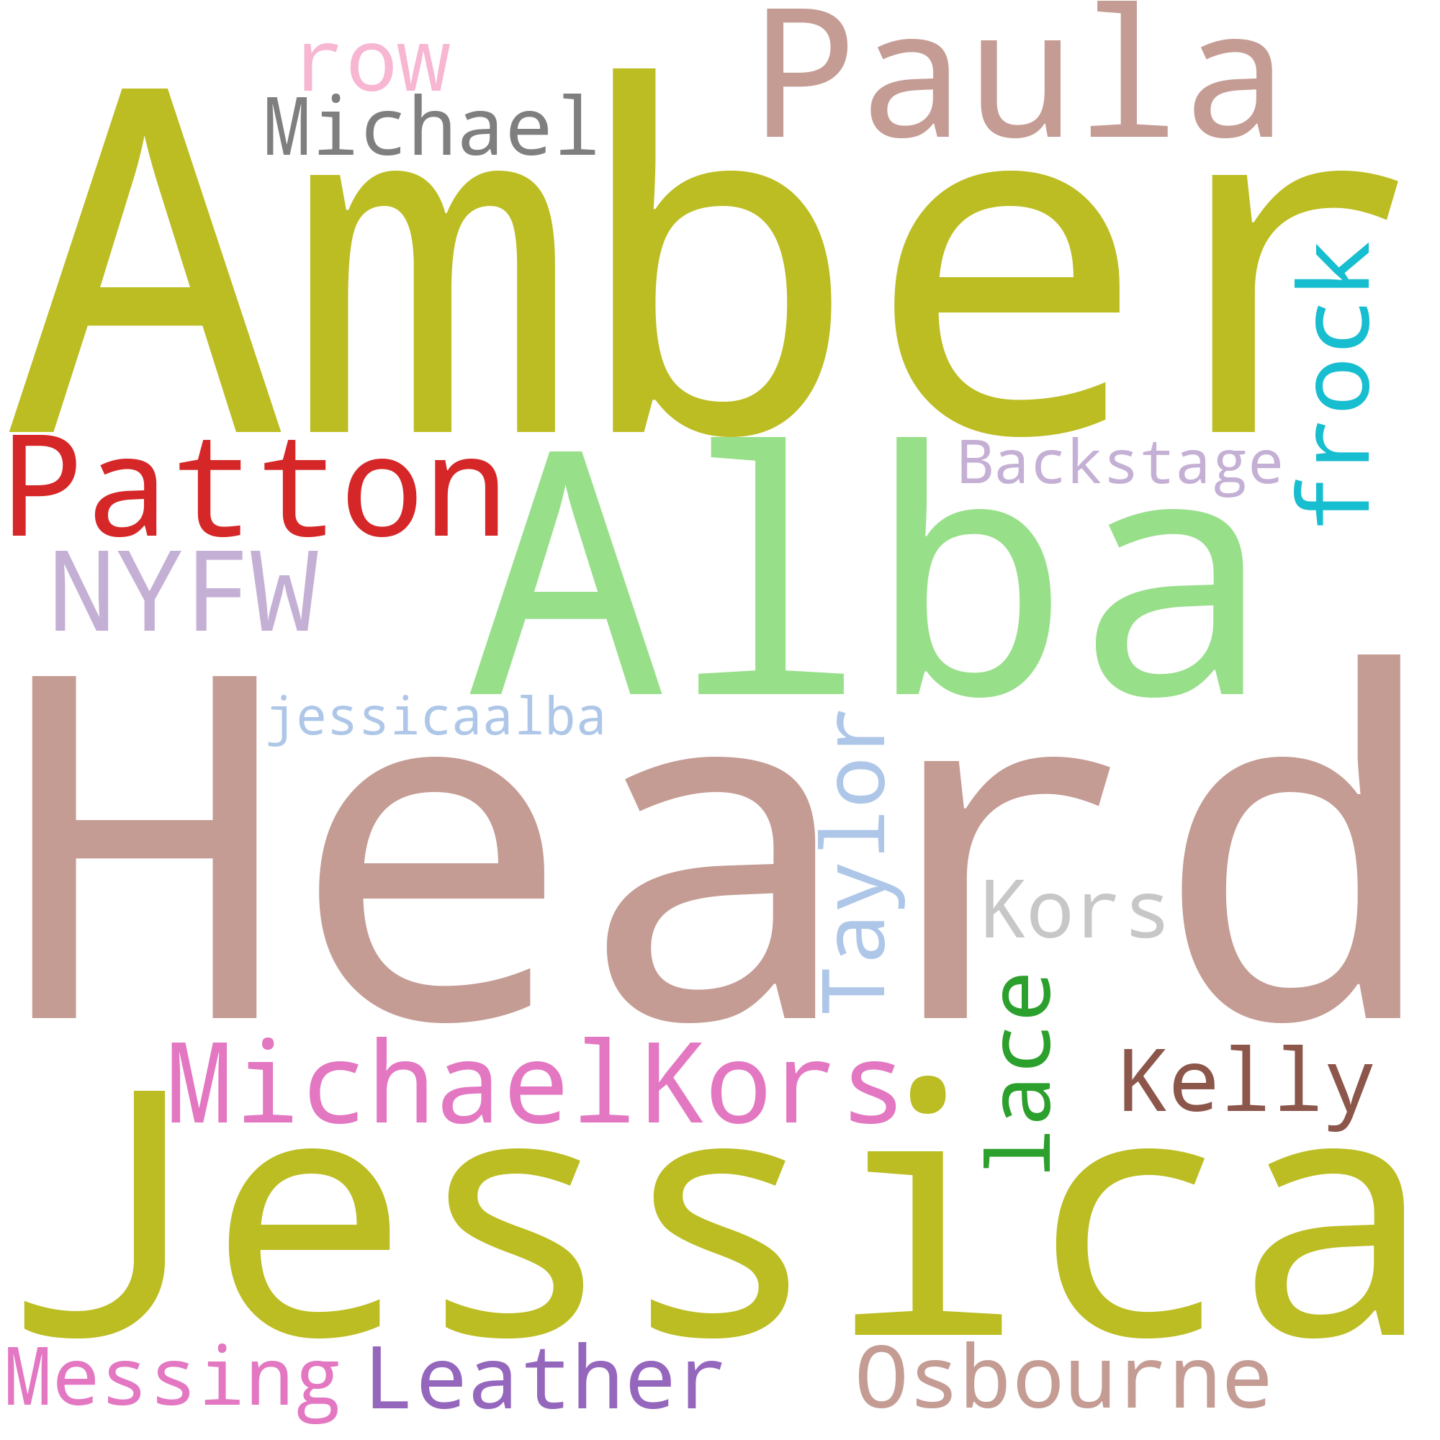 row
Paula
Michael
Amber
frock
Patton
Alba
Backstage
NYFW
Heard
jessicaalba
Taylor
Kors
lace
MichaelKors
Kelly
Jessica
Messing
Leather
Osbourne